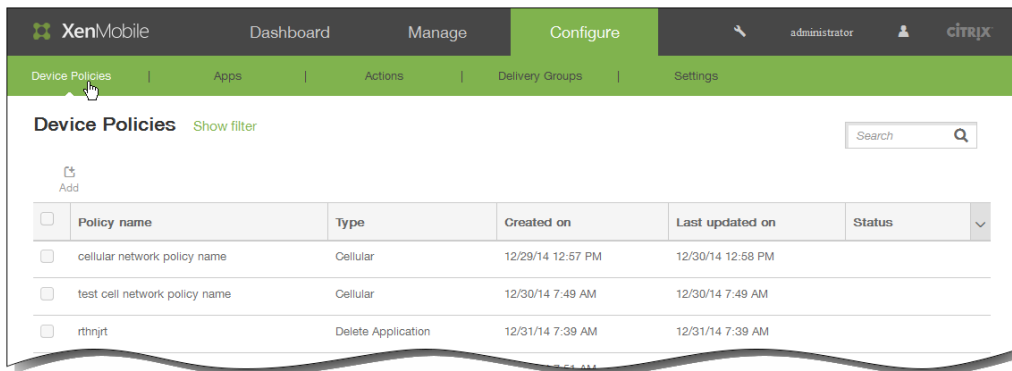 XenMobile Dashboard Manage Configure administrator CITRIX
Device Policies | Apps | Actions | Delivery Groups | Settings
Device Policies Show filter
Search
Add
Policy name Type Created on Last updated on Status
cellular network policy name Cellular 12/29/14 12:57 PM 12/30/14 12:58 PM
test cell network policy name Cellular 12/30/14 7:49 AM 12/30/14 7:49 AM
rthnjrt Delete Application 12/31/14 7:39 AM 12/31/14 7:39 AM